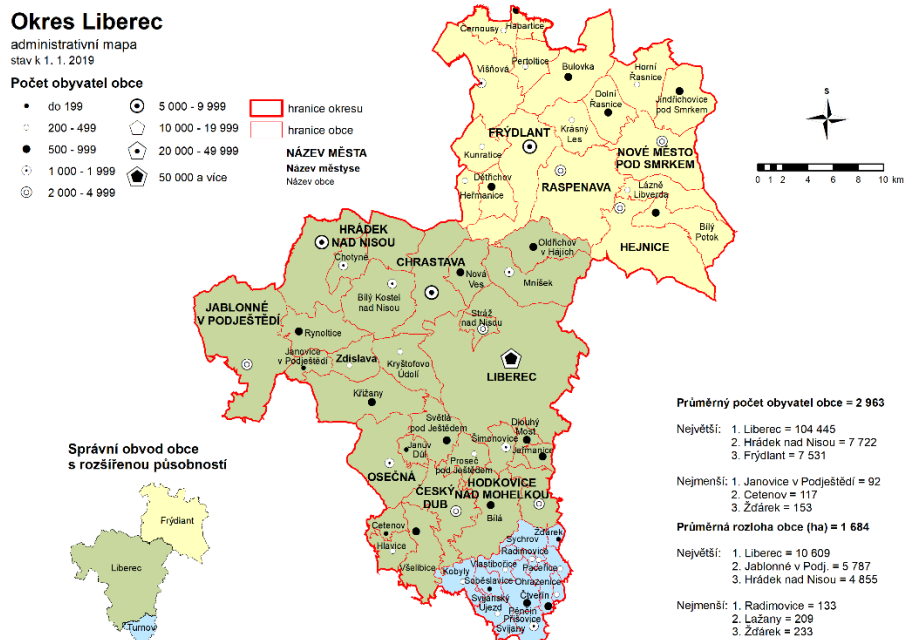 Okres Liberec
administrativní mapa
stav k 1. 1. 2019
Počet obyvatel obce
do 199
200 - 499
500 - 999
1 000 - 1 999
2 000 - 4 999
5 000 - 9 999
10 000 - 19 999
20 000 - 49 999
50 000 a více
hranice okresu
hranice obce
NÁZEV MĚSTA
Název městyse
Název obce
S
0 1 2 4 6 8 10
km
Černousy
Habartice
Pertoltice
Višňová
Bulovka
Horní
Řasnice
Dolní
Řasnice
Jindřichovice
pod Smrkem
Krásný
Les
FRÝDLANT
Kunratice
NOVÉ MĚSTO
POD SMRKEM
Dětřichov
Heřmanice
RASPENAVA
Lázně
Libverda
Bílý
Potok
HEJNICE
HRÁDEK
NAD NISOU
Chotyně
CHRASTAVA
Oldřichov
v Hájích
Nová
Ves
Mníšek
Bílý Kostel
nad Nisou
JABLONNÉ
V PODJEŠTĚDÍ
Stráž
nad Nisou
Rynoltice
Janovice
v Podještědí
Zdislava
Kryštofovo
Údolí
LIBEREC
Křižany
Světlá
pod Ještědem
Dlouhý
Most
Šimonovice
Jeřmanice
Janův
Důl
Proseč
pod Ještědem
OSEČNÁ
ČESKÝ
DUB
HODKOVICE
NAD MOHELKOU
Bílá
Cetenov
Hlavice
Všelibice
Žďárek
Sychrov
Radimovice
Vlastibořice
Paceřice
Kobyly
Soběslavice
Ohrazenice
Svijanský
Újezd
Čtveřín
Pěnčín
Příšovice
Svijany
Správní obvod obce
s rozšířenou působností
Frýdlant
Liberec
Turnov
Průměrný počet obyvatel obce = 2 963
Největší: 1. Liberec = 104 445
2. Hrádek nad Nisou = 7 722
3. Frýdlant = 7 531
Nejmenší: 1. Janovice v Podještědí = 92
2. Cetenov = 117
3. Žďárek = 153
Průměrná rozloha obce (ha) = 1 684
Největší: 1. Liberec = 10 609
2. Jablonné v Podj. = 5 787
3. Hrádek nad Nisou = 4 855
Nejmenší: 1. Radimovice = 133
2. Lažany = 209
3. Žďárek = 233